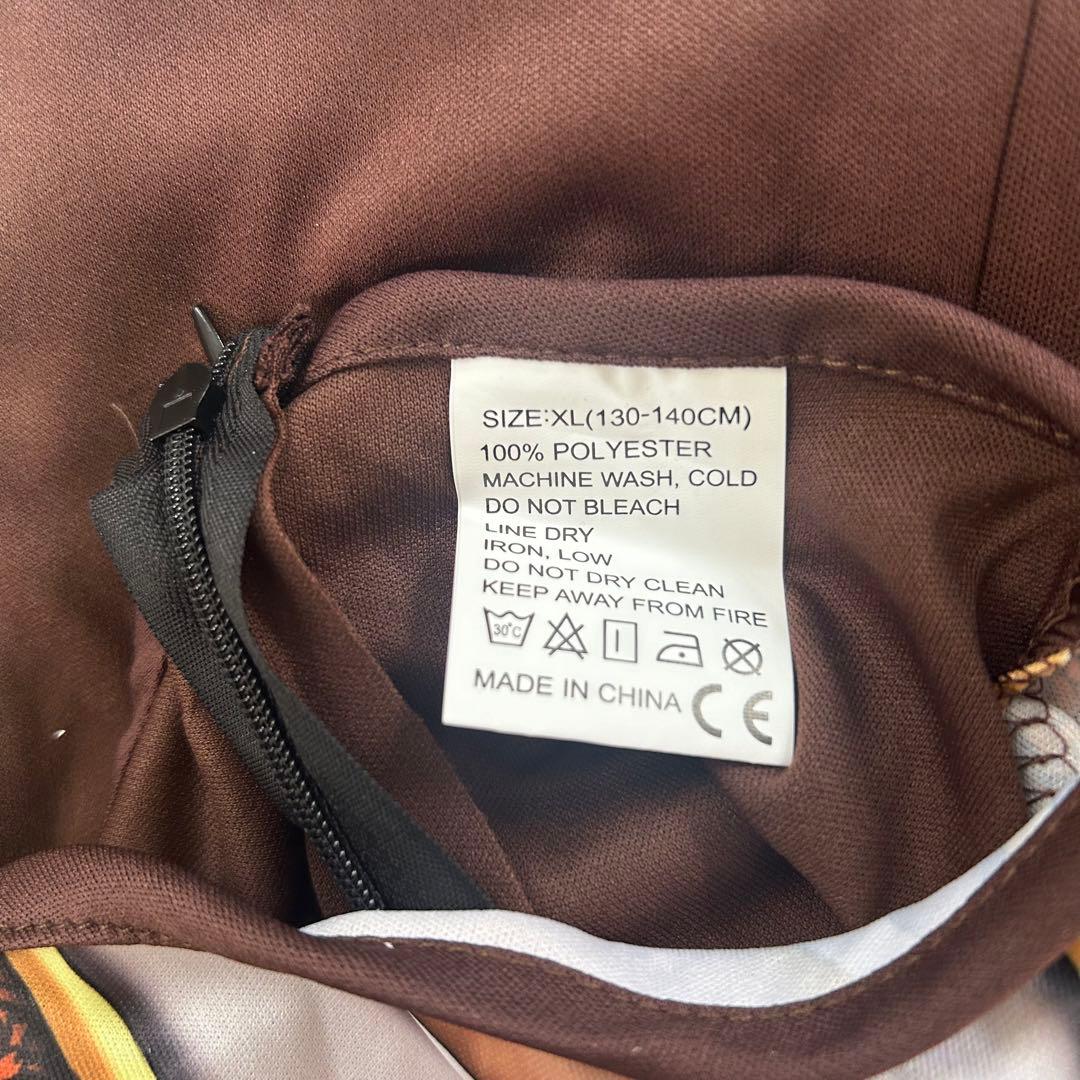 SIZE:XL(130-140CM)
100% POLYESTER
MACHINE WASH, COLD
DO NOT BLEACH
LINE DRY
IRON, LOW
DO NOT DRY CLEAN
KEEP AWAY FROM FIRE
30°C
MADE IN CHINA CE